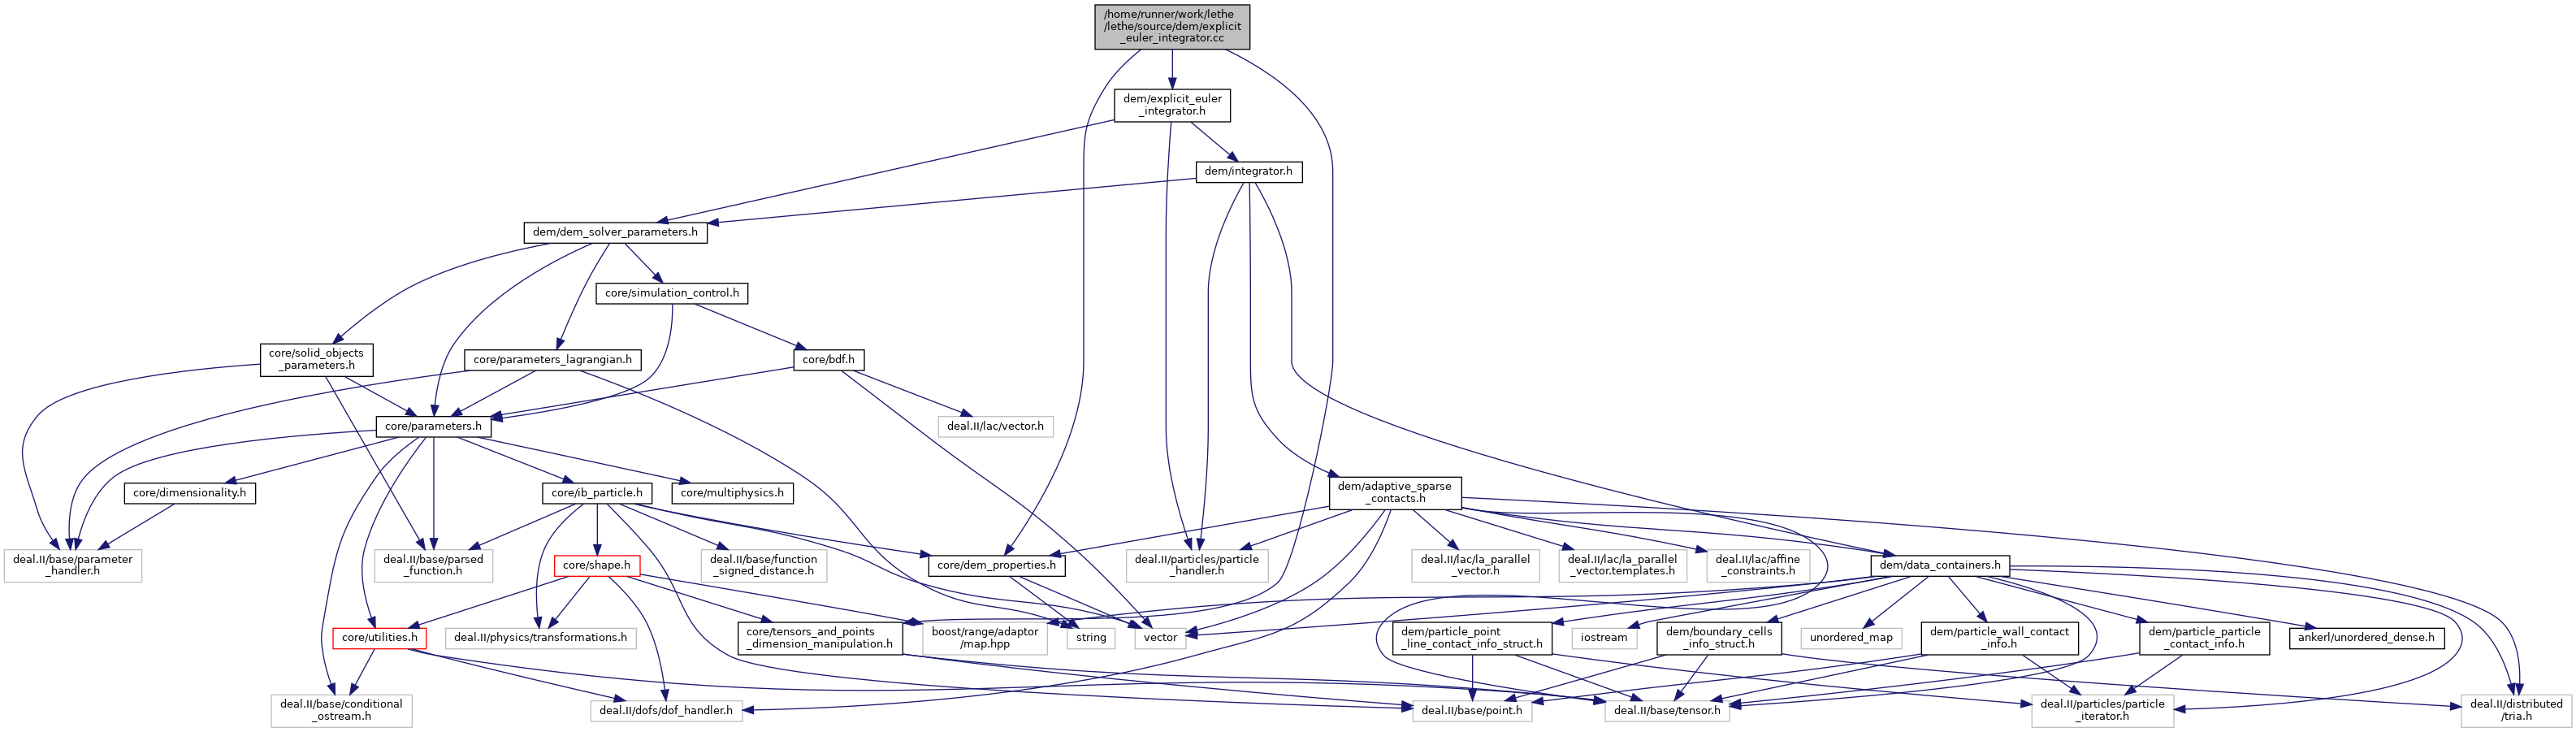 /home/runner/work/lethe
/lethe/source/dem/explicit
_euler_integrator.cc
dem/explicit_euler
_integrator.h
dem/integrator.h
dem/dem_solver_parameters.h
core/simulation_control.h
core/solid_objects
_parameters.h
core/parameters_lagrangian.h
core/bdf.h
core/parameters.h
deal.II/lac/vector.h
core/dimensionality.h
core/ib_particle.h
core/multiphysics.h
dem/adaptive_sparse
_contacts.h
deal.II/base/parameter
_handler.h
deal.II/base/parsed
_function.h
core/shape.h
deal.II/base/function
_signed_distance.h
core/dem_properties.h
deal.II/particles/particle
_handler.h
deal.II/lac/la_parallel
_vector.h
deal.II/lac/la_parallel
_vector.templates.h
deal.II/lac/affine
_constraints.h
dem/data_containers.h
core/utilities.h
deal.II/physics/transformations.h
core/tensors_and_points
_dimension_manipulation.h
boost/range/adaptor
/map.hpp
string
vector
dem/particle_point
_line_contact_info_struct.h
iostream
dem/boundary_cells
_info_struct.h
unordered_map
dem/particle_wall_contact
_info.h
dem/particle_particle
_contact_info.h
ankerl/unordered_dense.h
deal.II/base/conditional
_ostream.h
deal.II/dofs/dof_handler.h
deal.II/base/point.h
deal.II/base/tensor.h
deal.II/particles/particle
_iterator.h
deal.II/distributed
/tria.h